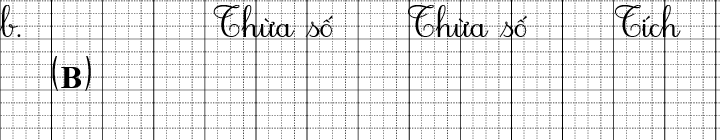 b. Thừa số Thừa số Tích
(B)